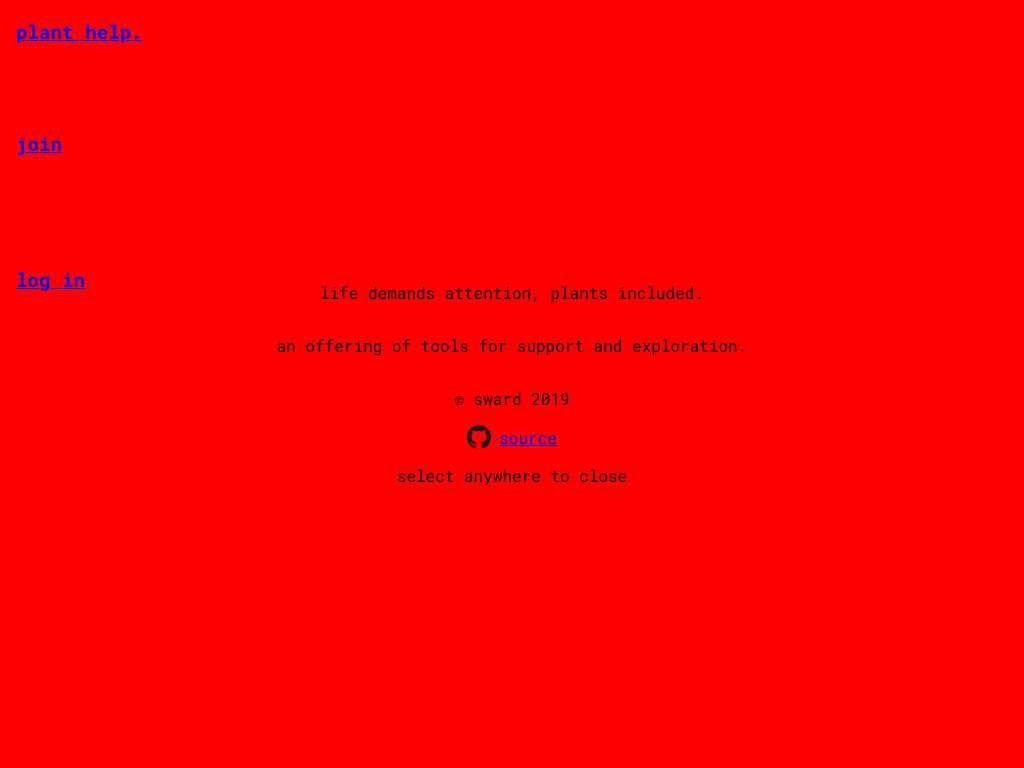 plant help.
join
log in
life demands attention, plants included.
an offering of tools for support and exploration.
© sward 2019
source
select anywhere to close